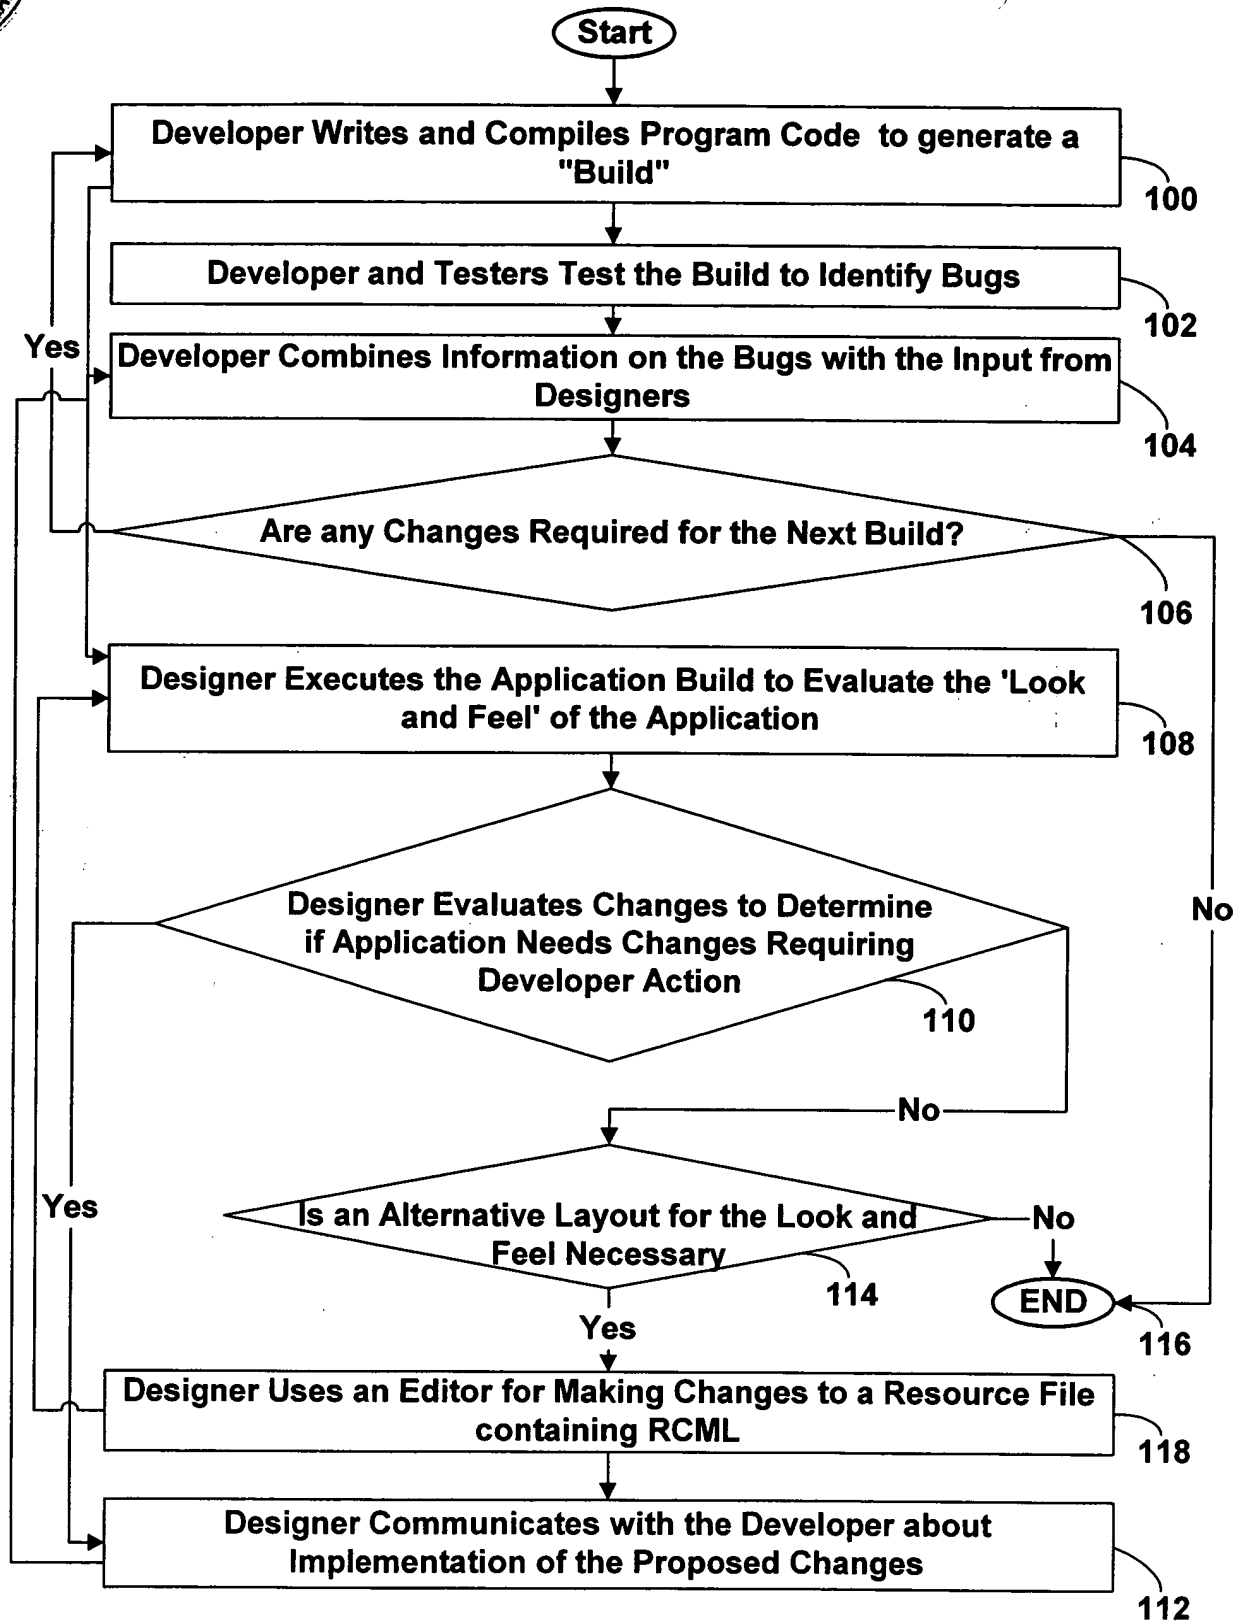 Start
Developer Writes and Compiles Program Code to generate a
"Build"
100
Developer and Testers Test the Build to Identify Bugs
102
Yes
Developer Combines Information on the Bugs with the Input from
Designers
104
Are any Changes Required for the Next Build?
106
Designer Executes the Application Build to Evaluate the 'Look
and Feel' of the Application
108
No
Designer Evaluates Changes to Determine
if Application Needs Changes Requiring
Developer Action
110
No
Yes
Is an Alternative Layout for the Look and
Feel Necessary
No
114
END
116
Yes
Designer Uses an Editor for Making Changes to a Resource File
containing RCML
118
Designer Communicates with the Developer about
Implementation of the Proposed Changes
112